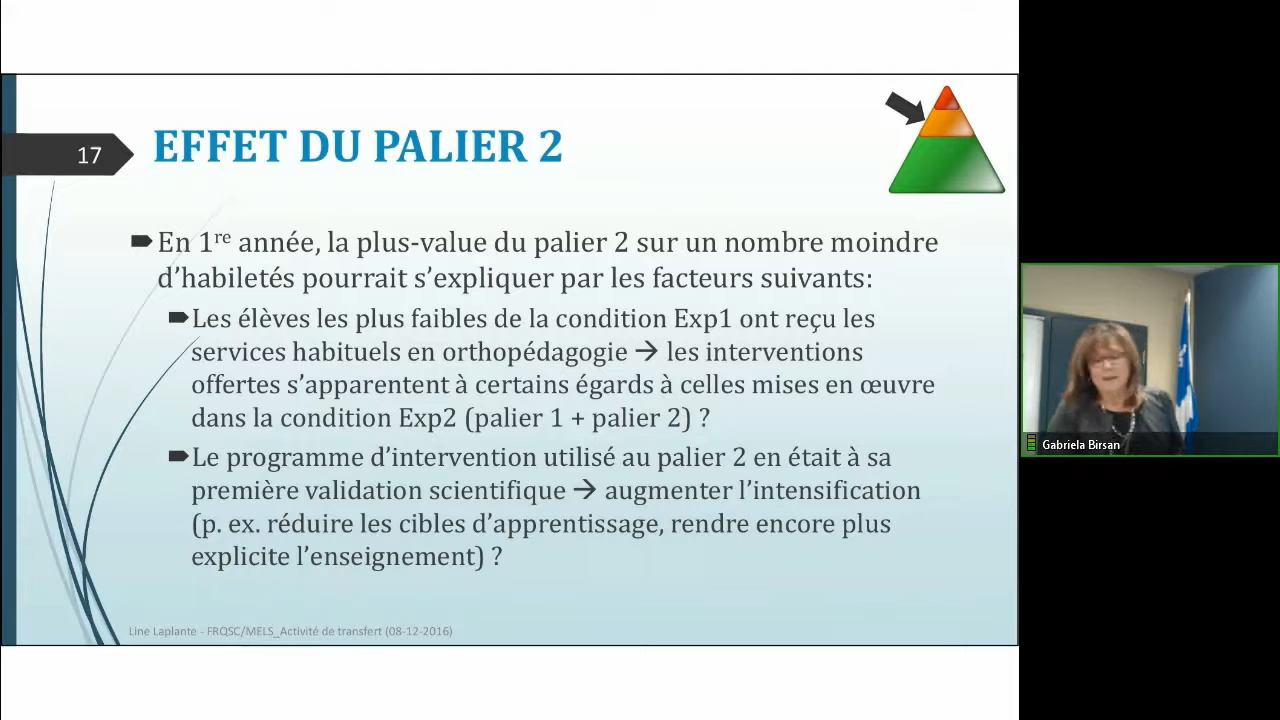 17
EFFET DU PALIER 2
En 1re année, la plus-value du palier 2 sur un nombre moindre
d’habiletés pourrait s’expliquer par les facteurs suivants:
Les élèves les plus faibles de la condition Exp1 ont reçu les
services habituels en orthopédagogie → les interventions
offertes s’apparentent à certains égards à celles mises en œuvre
dans la condition Exp2 (palier 1 + palier 2) ?
Le programme d’intervention utilisé au palier 2 en était à sa
première validation scientifique → augmenter l’intensification
(p. ex. réduire les cibles d’apprentissage, rendre encore plus
explicite l’enseignement) ?
Line Laplante - FRQSC/MELS_Activité de transfert (08-12-2016)
Gabriela Birsan